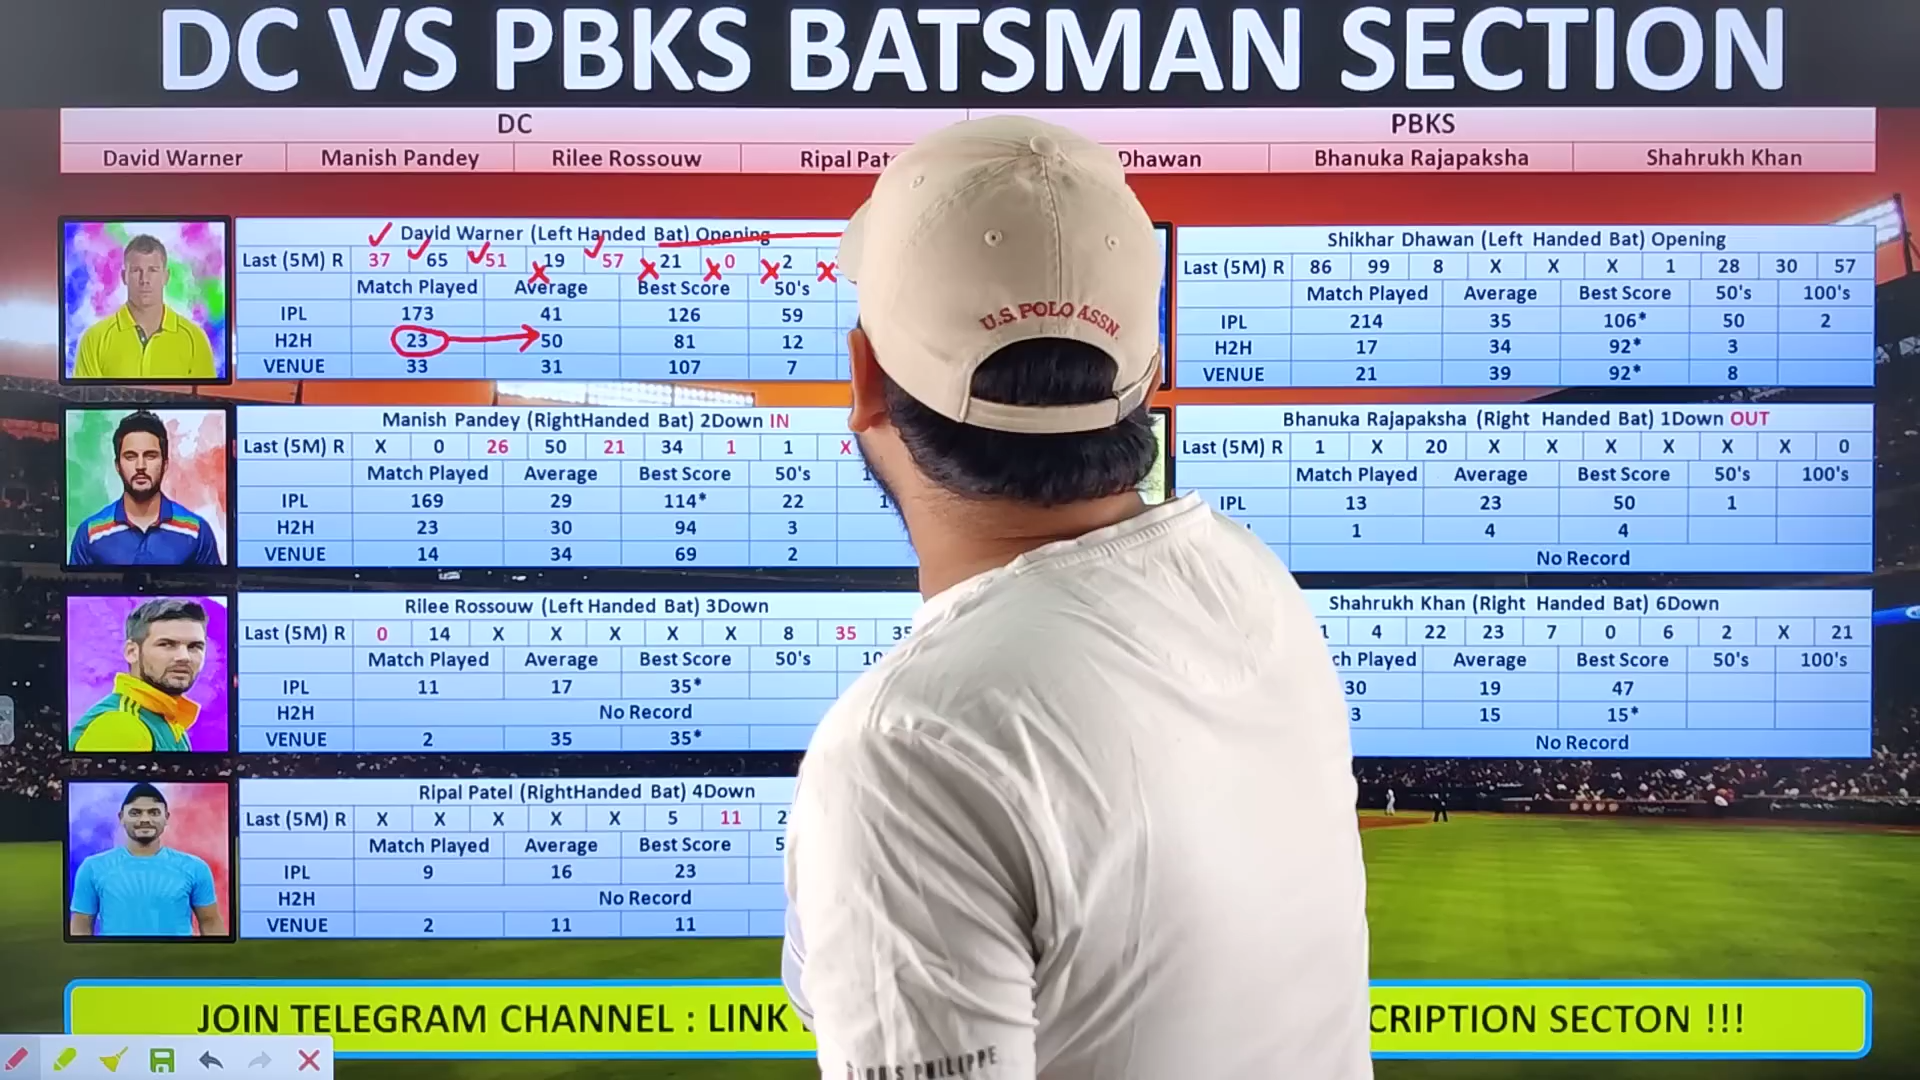 DC VS PBKS BATSMAN SECTION
DC
PBKS
David Warner
Manish Pandey
Rilee Rossouw
Ripal
Dhawan
Bhanuka Rajapaksha
Shahrukh Khan
David Warner (Left Handed Bat) Opening
Last (5M) R 37 65 51 19 57 21 0 2
Match Played Average Best Score 50's
IPL 173 41 126 59
H2H 23 50 81 12
VENUE 33 31 107 7
Manish Pandey (RightHanded Bat) 2Down IN
Last (5M) R X 0 26 50 21 34 1 1 X
Match Played Average Best Score 50's
IPL 169 29 114* 22
H2H 23 30 94 3
VENUE 14 34 69 2
Rilee Rossouw (Left Handed Bat) 3Down
Last (5M) R 0 14 X X X X X 8 35 35
Match Played Average Best Score 50's
IPL 11 17 35*
H2H No Record
VENUE 2 35 35*
Ripal Patel (RightHanded Bat) 4Down
Last (5M) R X X X X X 5 11
Match Played Average Best Score
IPL 9 16 23
H2H No Record
VENUE 2 11 11
Shikhar Dhawan (Left Handed Bat) Opening
Last (5M) R 86 99 8 X X X 1 28 30 57
Match Played Average Best Score 50's 100's
IPL 214 35 106* 50 2
H2H 17 34 92* 3
VENUE 21 39 92* 8
Bhanuka Rajapaksha (Right Handed Bat) 1Down OUT
Last (5M) R 1 X 20 X X X X X X 0
Match Played Average Best Score 50's 100's
IPL 13 23 50 1
1 4 4
No Record
Shahrukh Khan (Right Handed Bat) 6Down
1 4 22 23 7 0 6 2 X 21
Played Average Best Score 50's 100's
30 19 47
3 15 15*
No Record
U.S. POLO ASSN.
PHILIPPE
JOIN TELEGRAM CHANNEL : LINK
SECTON !!!